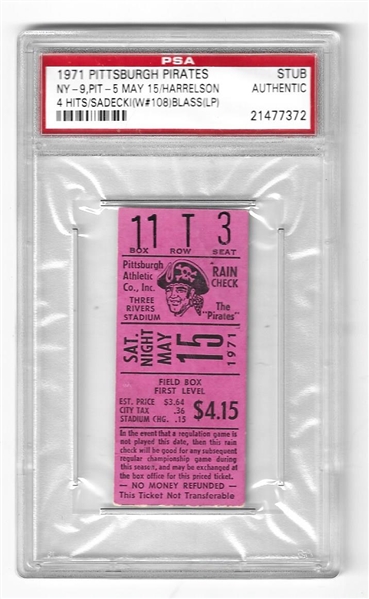 PSA
1971 PITTSBURGH PIRATES STUB
NY-9,PIT-5 MAY 15/HARRELSON AUTHENTIC
4 HITS/SADECKI(W#108)BLASS(LP)
21477372
11 T 3
BOX ROW SEAT
Pittsburgh
Athletic
Co., Inc.
THREE
RIVERS
STADIUM
RAIN
CHECK
The
"Pirates"
SAT.
NIGHT
MAY
15
1971
FIELD BOX
FIRST LEVEL
EST. PRICE $3.64
CITY TAX .36
STADIUM CHG. .15
$4.15
In the event that a regulation game is
not played this date, then this rain
check will be good for any subsequent
regular championship game during
this season, and may be exchanged at
the box office for this ticket only.
— NO MONEY REFUNDED —
This Ticket Not Transferable